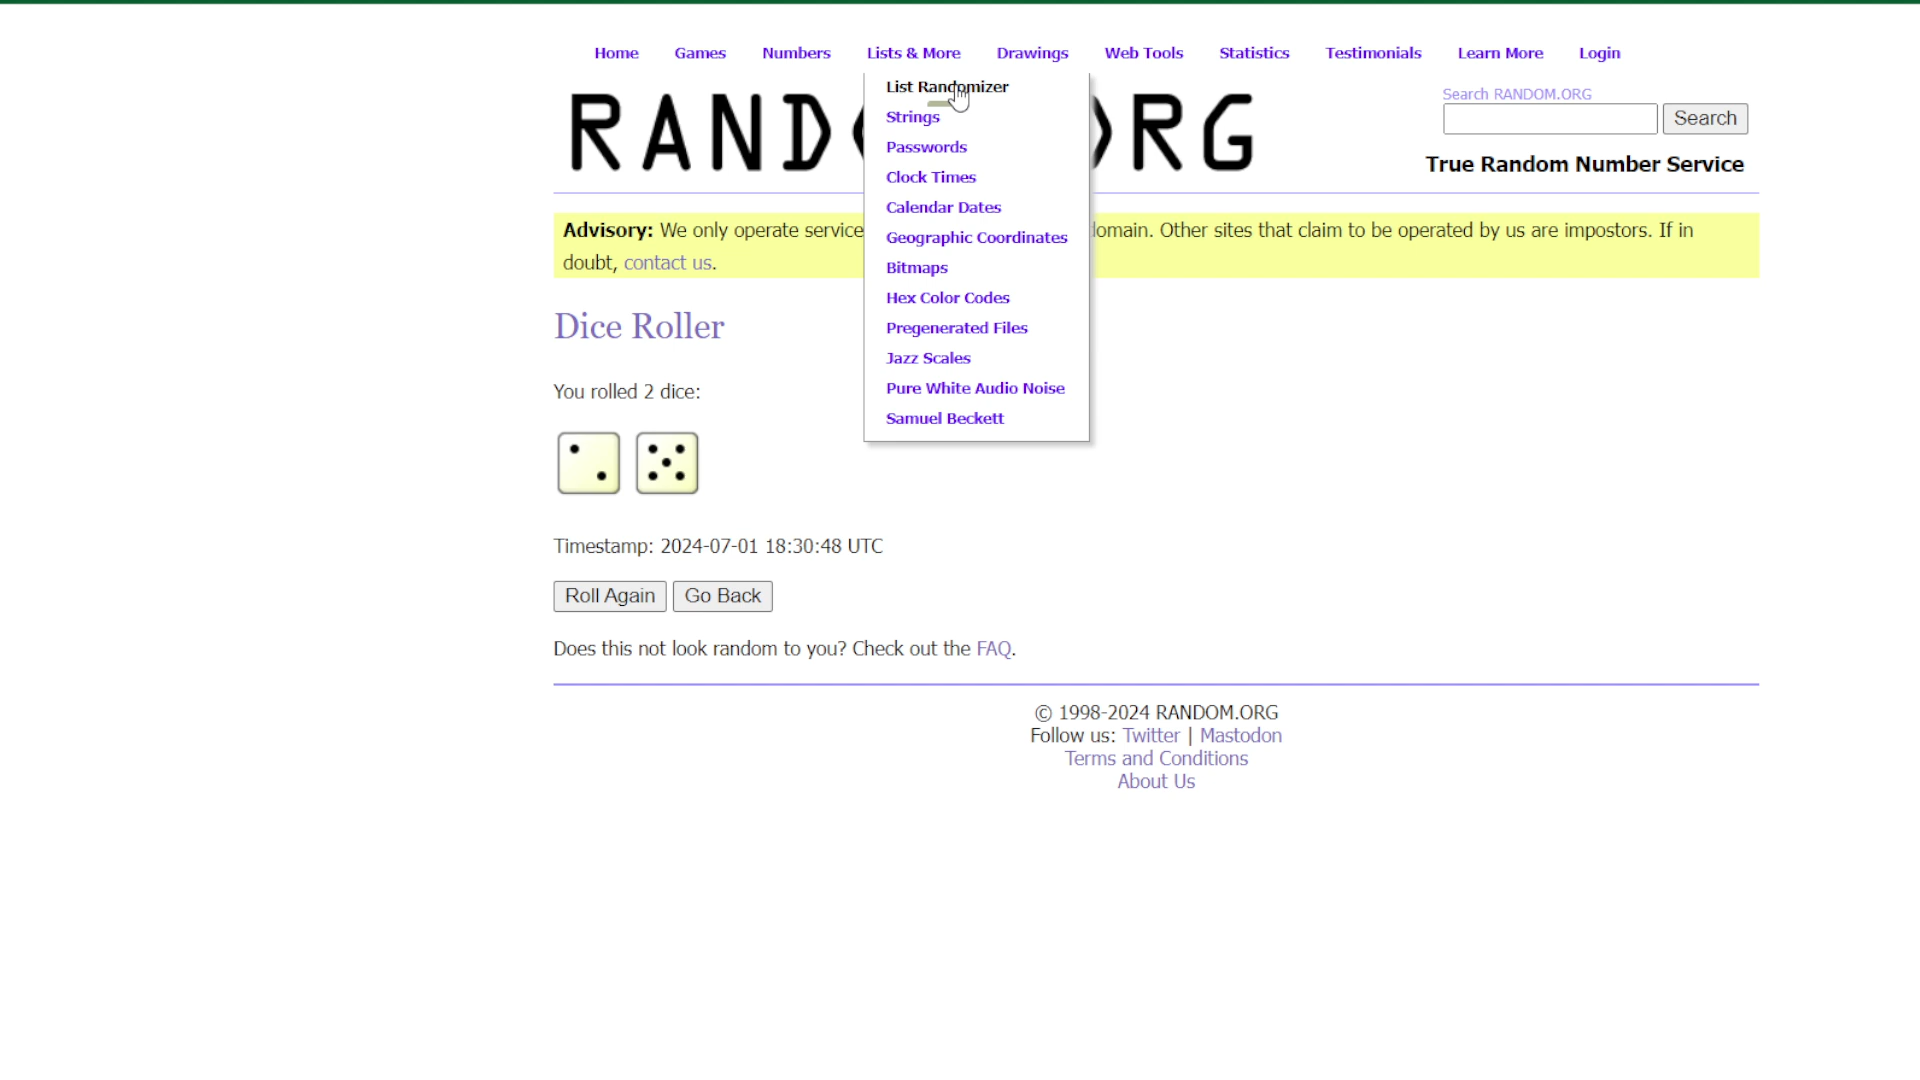 Home Games Numbers Lists & More Drawings Web Tools Statistics Testimonials Learn More Login
List Randomizer
Strings
Passwords
Clock Times
Calendar Dates
Geographic Coordinates
Bitmaps
Hex Color Codes
Pregenerated Files
Jazz Scales
Pure White Audio Noise
Samuel Beckett
RAND RG
Search RANDOM.ORG
Search
True Random Number Service
Advisory: We only operate service domain. Other sites that claim to be operated by us are impostors. If in
doubt, contact us.
Dice Roller
You rolled 2 dice:
Timestamp: 2024-07-01 18:30:48 UTC
Roll Again Go Back
Does this not look random to you? Check out the FAQ.
© 1998-2024 RANDOM.ORG
Follow us: Twitter | Mastodon
Terms and Conditions
About Us